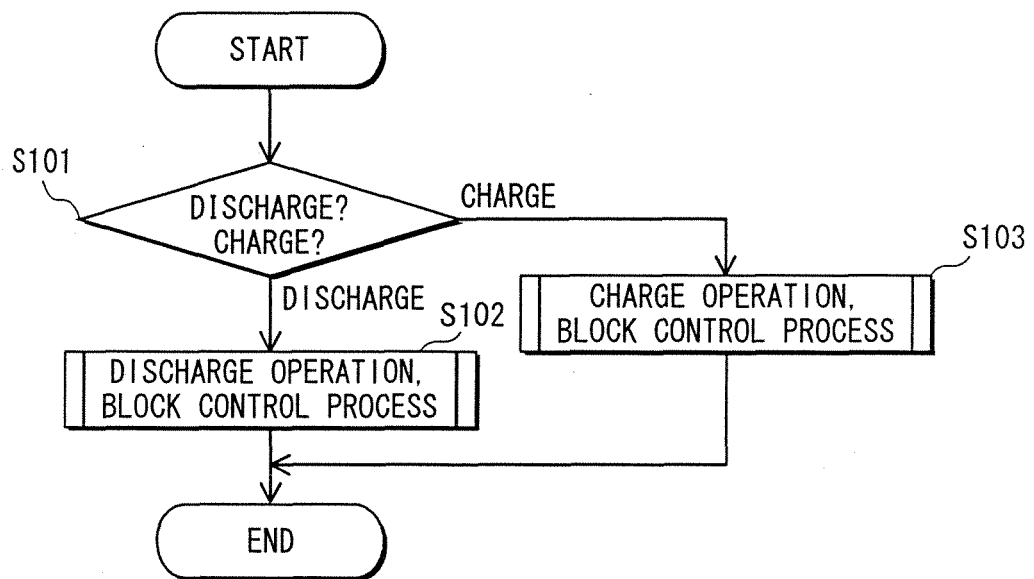 START
S101
DISCHARGE?
CHARGE?
CHARGE
S103
CHARGE OPERATION,
BLOCK CONTROL PROCESS
DISCHARGE
S102
DISCHARGE OPERATION,
BLOCK CONTROL PROCESS
END